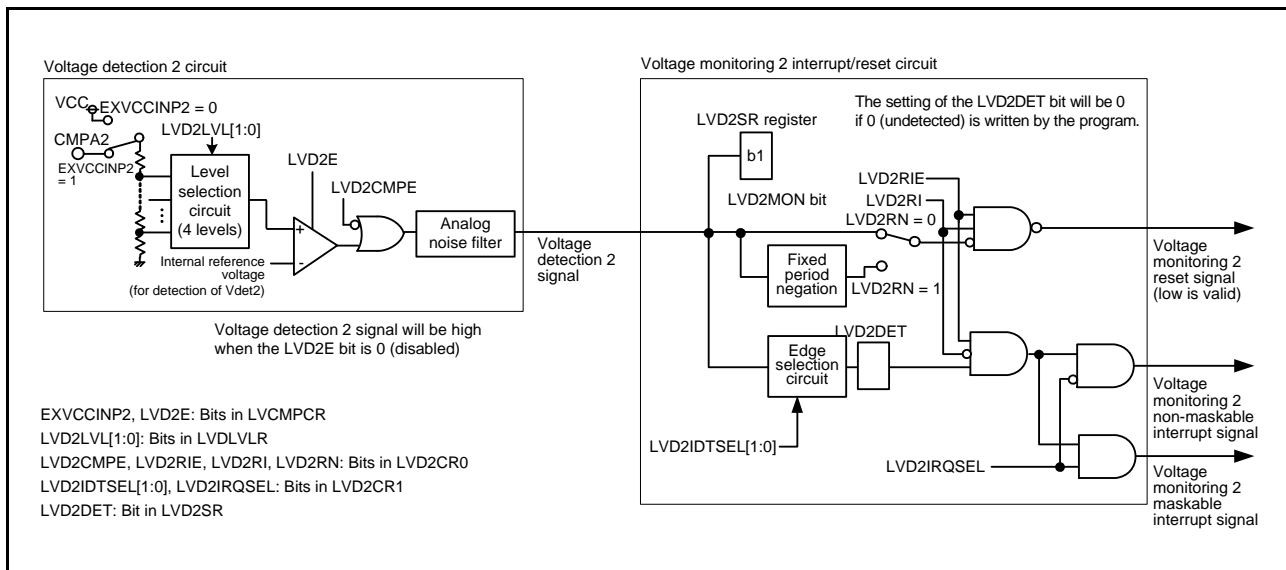 Voltage detection 2 circuit
VCC
EXVCCINP2 = 0
LVD2LVL[1:0]
CMPA2
EXVCCINP2
= 1
Level
selection
circuit
(4 levels)
LVD2E
LVD2CMPE
+
-
Internal reference
voltage
(for detection of Vdet2)
Analog
noise filter
Voltage detection 2 signal will be high
when the LVD2E bit is 0 (disabled)
Voltage
detection 2
signal
Voltage monitoring 2 interrupt/reset circuit
The setting of the LVD2DET bit will be 0
if 0 (undetected) is written by the program.
LVD2SR register
b1
LVD2MON bit
LVD2RIE
LVD2RI
LVD2RN = 0
Fixed
period
negation
LVD2RN = 1
LVD2DET
Edge
selection
circuit
LVD2IDTSEL[1:0]
LVD2IRQSEL
Voltage
monitoring 2
reset signal
(low is valid)
Voltage
monitoring 2
non-maskable
interrupt signal
Voltage
monitoring 2
maskable
interrupt signal
EXVCCINP2, LVD2E: Bits in LVCMPCR
LVD2LVL[1:0]: Bits in LVDLVLR
LVD2CMPE, LVD2RIE, LVD2RI, LVD2RN: Bits in LVD2CR0
LVD2IDTSEL[1:0], LVD2IRQSEL: Bits in LVD2CR1
LVD2DET: Bit in LVD2SR